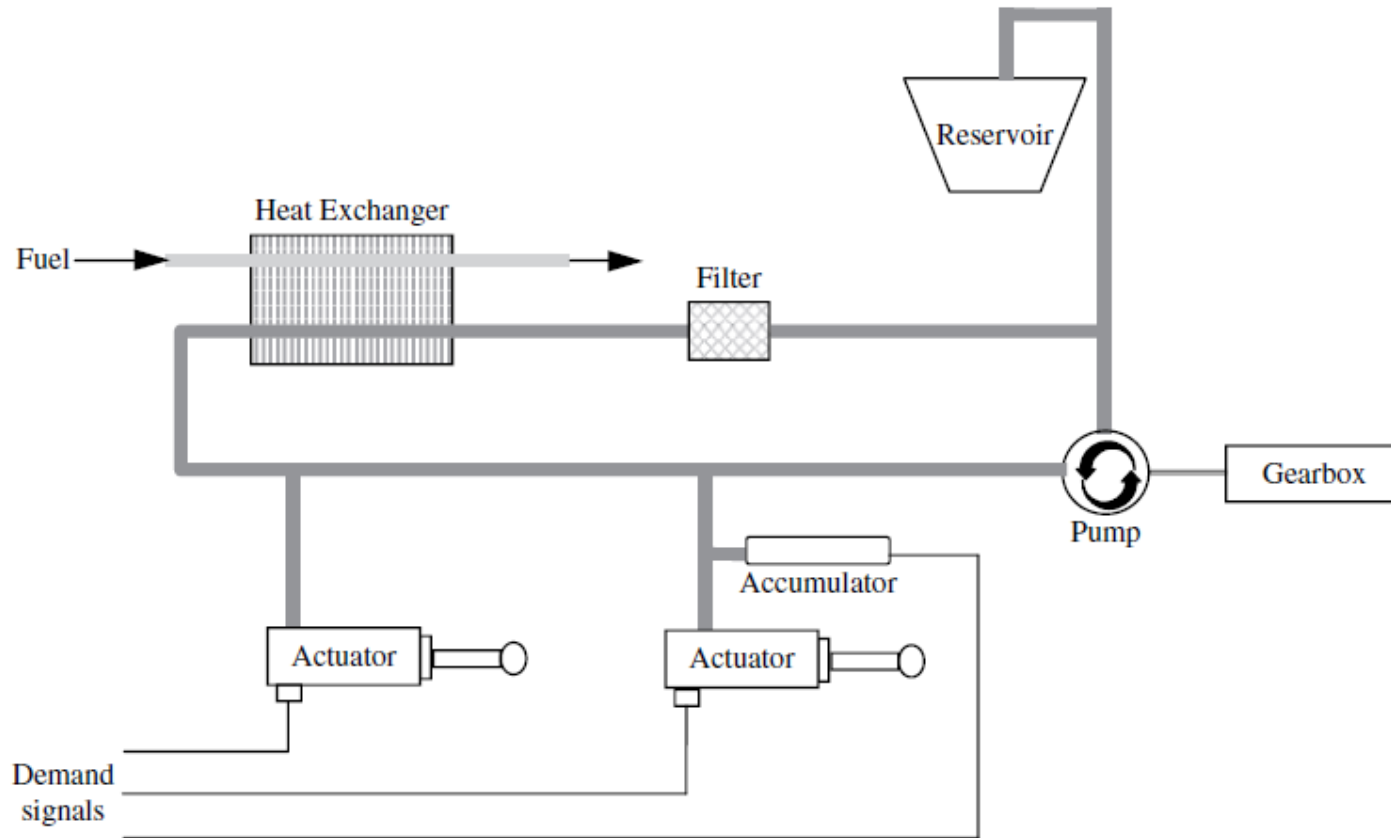 Reservoir
Heat Exchanger
Fuel
Filter
Gearbox
Pump
Accumulator
Actuator
Actuator
Demand
signals